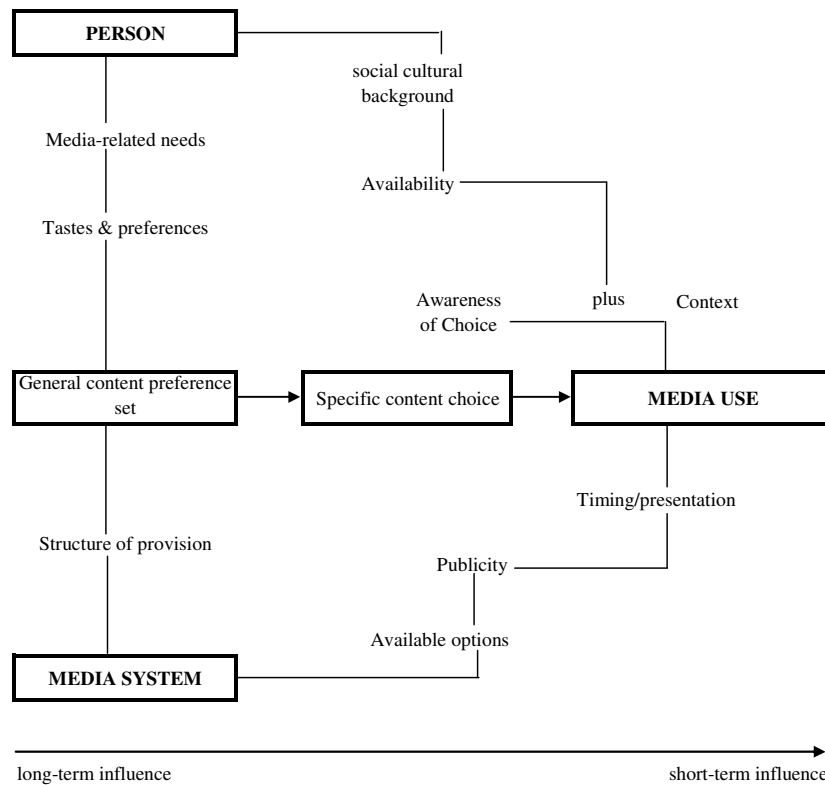 PERSON
social cultural
background
Media-related needs
Availability
Tastes & preferences
Awareness
of Choice
plus
Context
General content preference
set
Specific content choice
MEDIA USE
Timing/presentation
Structure of provision
Publicity
Available options
MEDIA SYSTEM
long-term influence
short-term influence